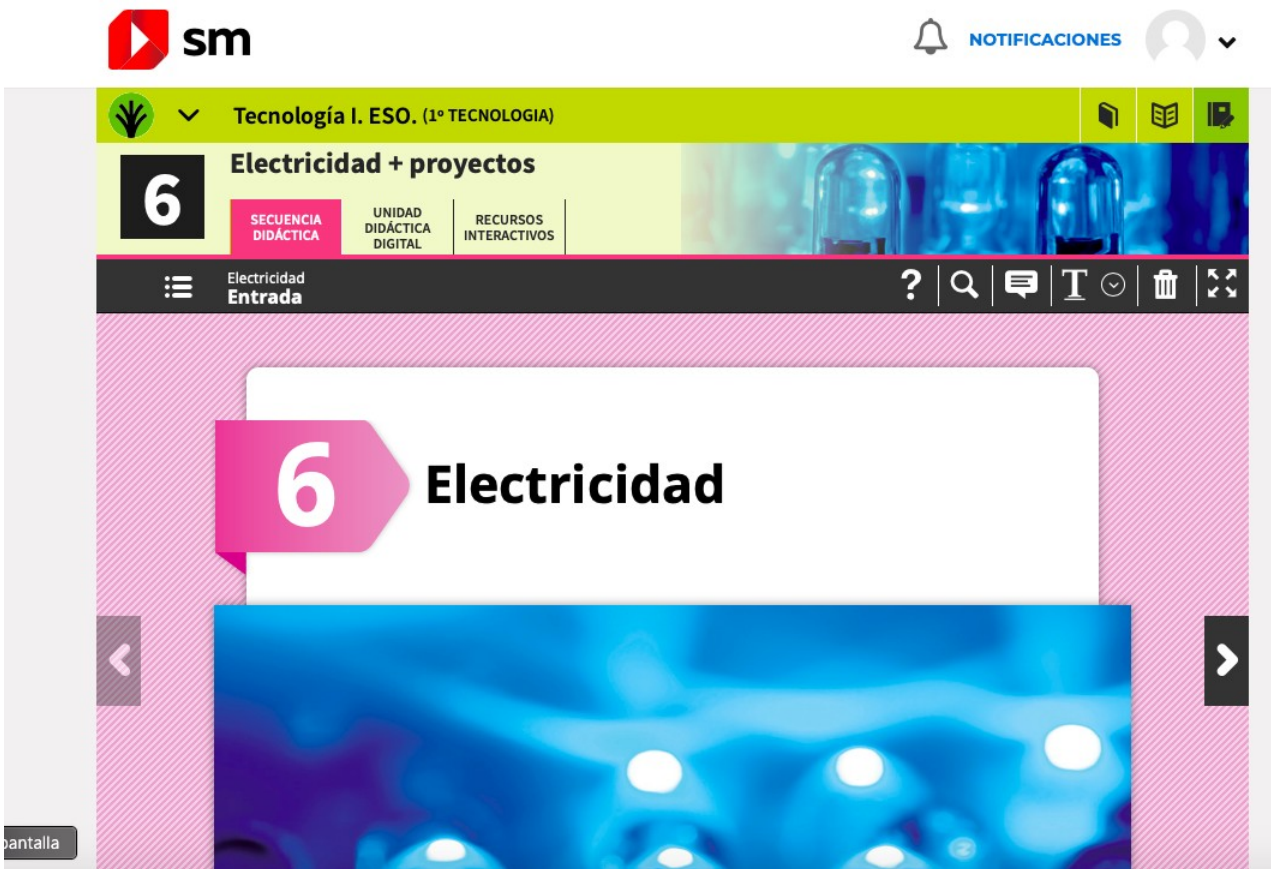 sm
NOTIFICACIONES
Tecnología I. ESO. (1º TECNOLOGIA)
6
Electricidad + proyectos
SECUENCIA
DIDÁCTICA
UNIDAD
DIDÁCTICA
DIGITAL
RECURSOS
INTERACTIVOS
Electricidad
Entrada
? T
6
Electricidad
pantalla